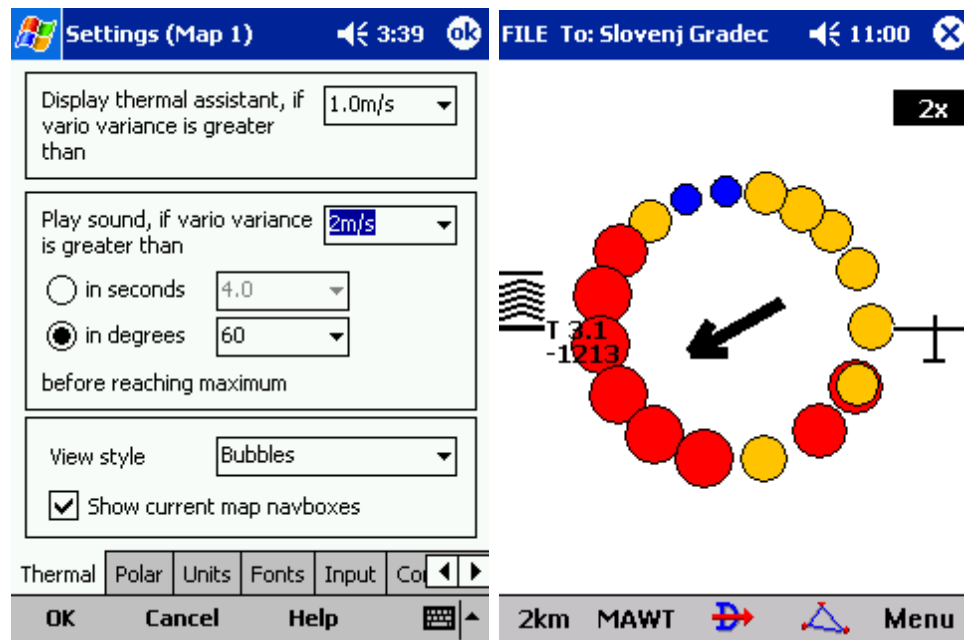 Settings (Map 1) 3:39 ok
Display thermal assistant, if
vario variance is greater
than
1.0m/s
Play sound, if vario variance
is greater than
2m/s
in seconds 4.0
in degrees 60
before reaching maximum
View style Bubbles
Show current map navboxes
Thermal Polar Units Fonts Input
OK Cancel Help
FILE To: Slovenj Gradec 11:00
2x
T 3.1
-1213
2km MAWT D Menu